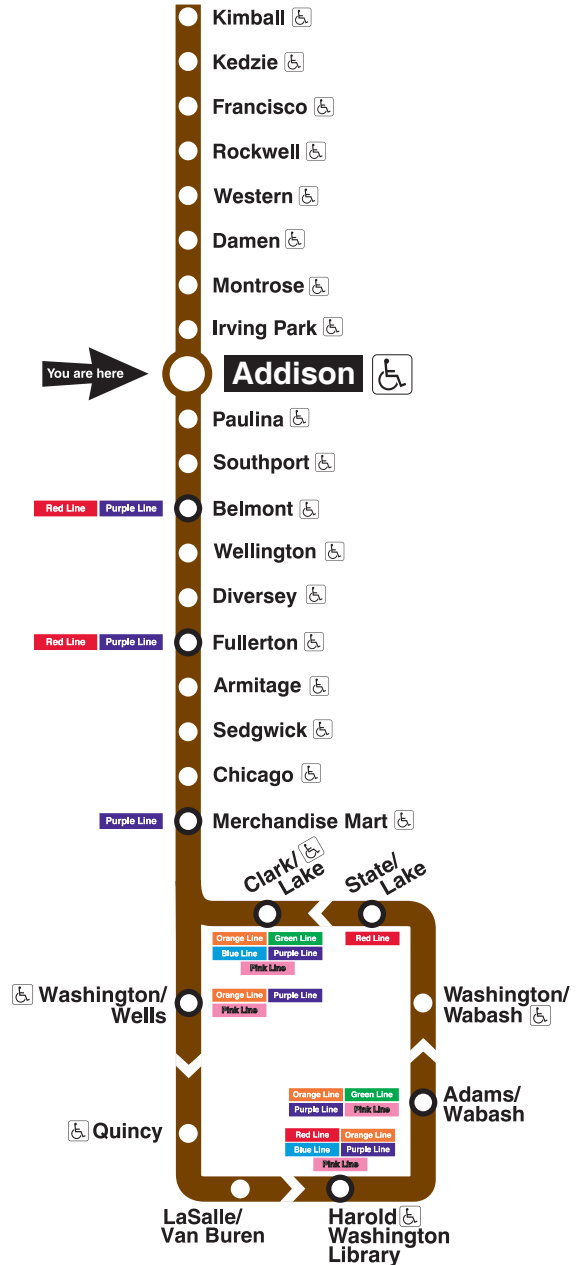 Kimball
Kedzie
Francisco
Rockwell
Western
Damen
Montrose
Irving Park
You are here
Addison
Paulina
Southport
Red Line Purple Line
Belmont
Wellington
Diversey
Red Line Purple Line
Fullerton
Armitage
Sedgwick
Chicago
Purple Line
Merchandise Mart
Clark/
Lake
State/
Lake
Orange Line Green Line
Blue Line Purple Line
Pink Line
Red Line
Washington/
Wells
Orange Line Purple Line
Pink Line
Washington/
Wabash
Orange Line Green Line
Purple Line Pink Line
Adams/
Wabash
Quincy
Red Line Orange Line
Blue Line Purple Line
Pink Line
LaSalle/
Van Buren
Harold
Washington
Library